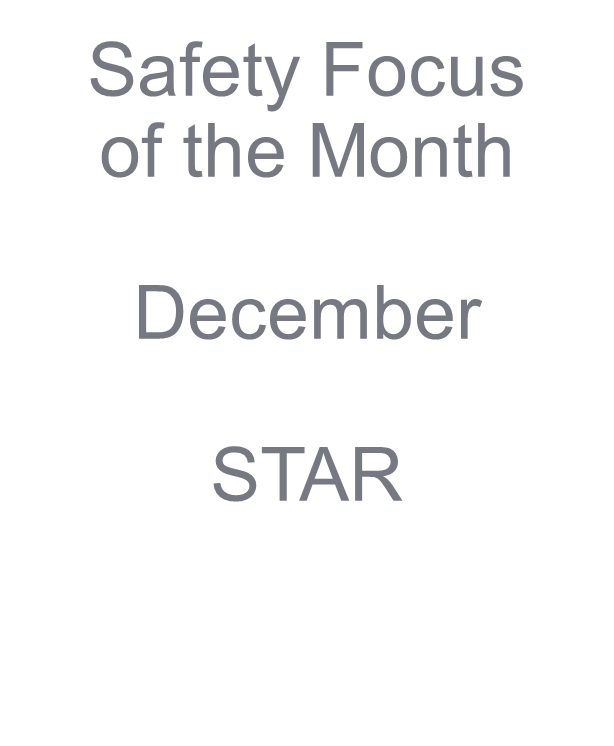 Safety Focus
of the Month
December
STAR